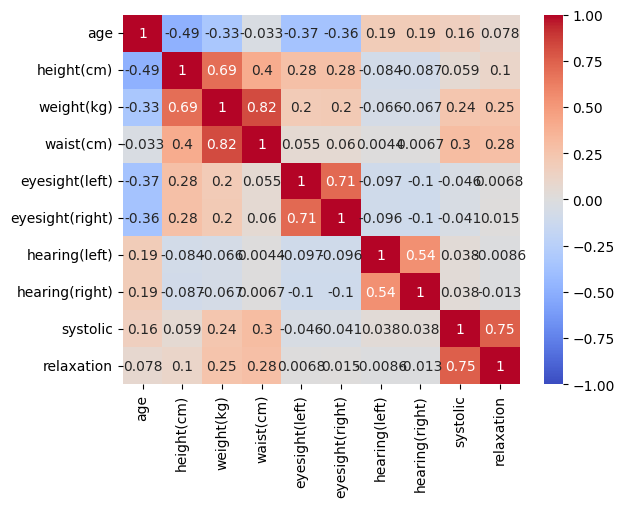 age 1 -0.49 -0.33 -0.033 -0.37 -0.36 0.19 0.19 0.16 0.078
height(cm) -0.49 1 0.69 0.4 0.28 0.28 -0.084 -0.087 0.059 0.1
weight(kg) -0.33 0.69 1 0.82 0.2 0.2 -0.066 -0.067 0.24 0.25
waist(cm) -0.033 0.4 0.82 1 0.055 0.06 0.0044 0.0067 0.3 0.28
eyesight(left) -0.37 0.28 0.2 0.055 1 0.71 -0.097 -0.1 -0.046 0.0068
eyesight(right) -0.36 0.28 0.2 0.06 0.71 1 -0.096 -0.1 -0.041 0.015
hearing(left) 0.19 -0.084 -0.066 0.0044 -0.097 -0.096 1 0.54 0.038 -0.0086
hearing(right) 0.19 -0.087 -0.067 0.0067 -0.1 -0.1 0.54 1 0.038 -0.013
systolic 0.16 0.059 0.24 0.3 -0.046 -0.041 0.038 0.038 1 0.75
relaxation 0.078 0.1 0.25 0.28 0.0068 0.015 -0.0086 -0.013 0.75 1
age height(cm) weight(kg) waist(cm) eyesight(left) eyesight(right) hearing(left) hearing(right) systolic relaxation
1.00
0.75
0.50
0.25
0.00
−0.25
−0.50
−0.75
−1.00